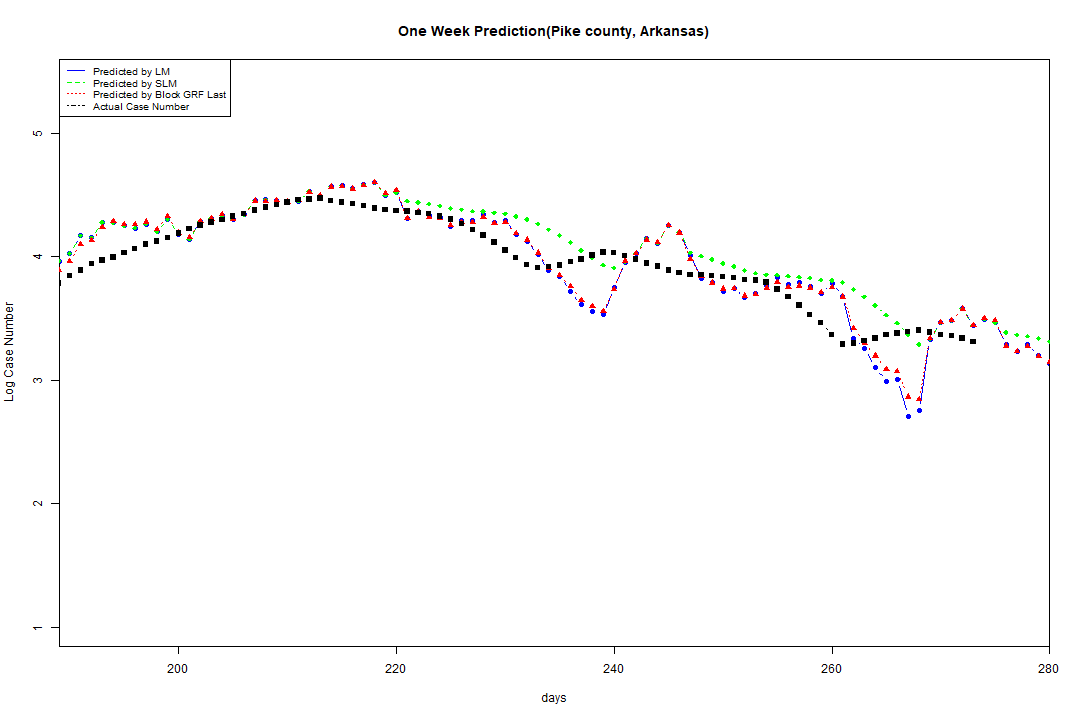 One Week Prediction(Pike county, Arkansas)
Predicted by LM
Predicted by SLM
Predicted by Block GRF Last
Actual Case Number
5
4
3
2
1
Log Case Number
200 220 240 260 280
days